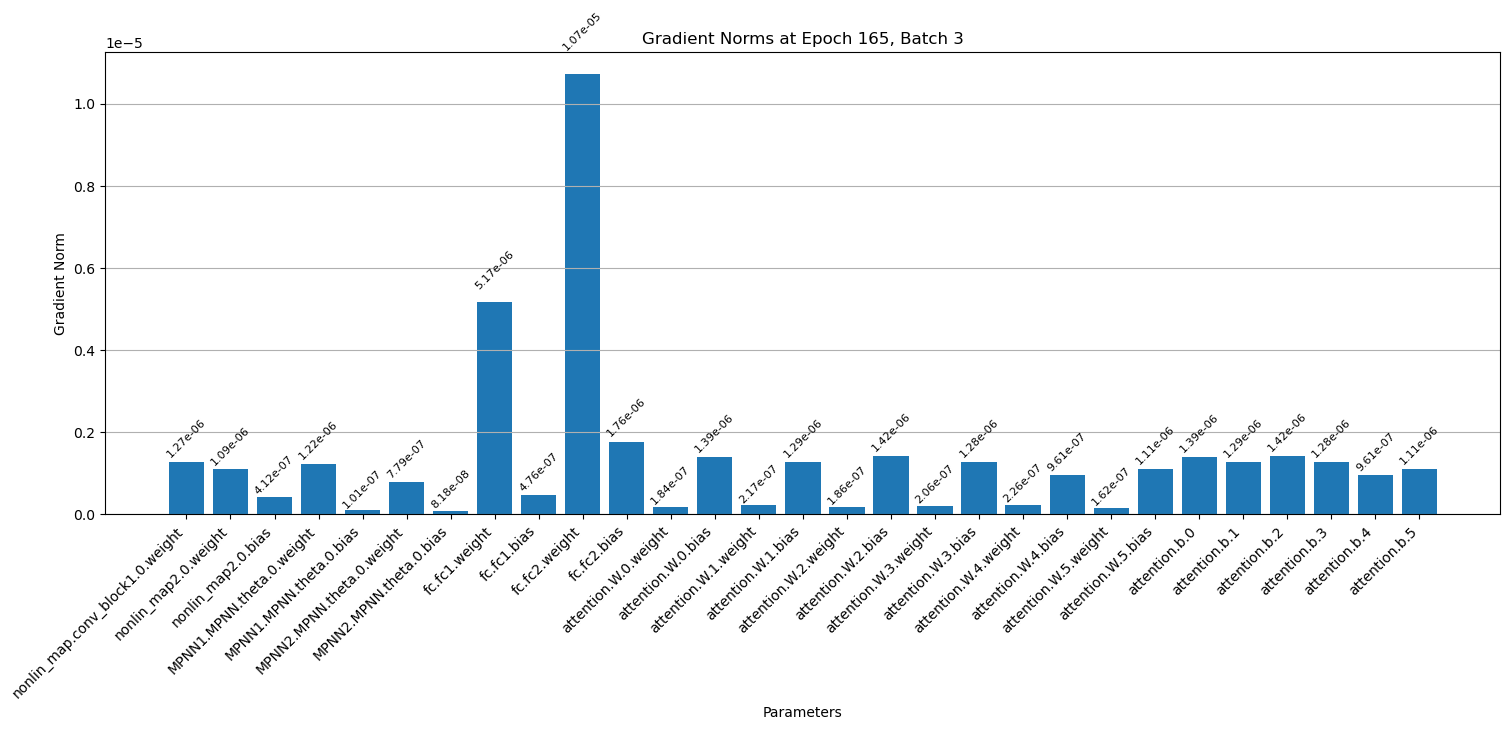 Gradient Norms at Epoch 165, Batch 3
1e−5
Gradient Norm
1.0
0.8
0.6
0.4
0.2
0.0
1.27e-06
1.09e-06
4.12e-07
1.22e-06
1.01e-07
7.79e-07
8.18e-08
5.17e-06
4.76e-07
1.07e-05
1.76e-06
1.84e-07
1.39e-06
2.17e-07
1.29e-06
1.86e-07
1.42e-06
2.06e-07
1.28e-06
2.26e-07
9.61e-07
1.62e-07
1.11e-06
1.39e-06
1.29e-06
1.42e-06
1.28e-06
9.61e-07
1.11e-06
nonlin_map.conv_block1.0.weight
nonlin_map2.0.weight
nonlin_map2.0.bias
MPNN1.MPNN.theta.0.weight
MPNN1.MPNN.theta.0.bias
MPNN2.MPNN.theta.0.weight
MPNN2.MPNN.theta.0.bias
fc.fc1.weight
fc.fc1.bias
fc.fc2.weight
fc.fc2.bias
attention.W.0.weight
attention.W.0.bias
attention.W.1.weight
attention.W.1.bias
attention.W.2.weight
attention.W.2.bias
attention.W.3.weight
attention.W.3.bias
attention.W.4.weight
attention.W.4.bias
attention.W.5.weight
attention.W.5.bias
attention.b.0
attention.b.1
attention.b.2
attention.b.3
attention.b.4
attention.b.5
Parameters